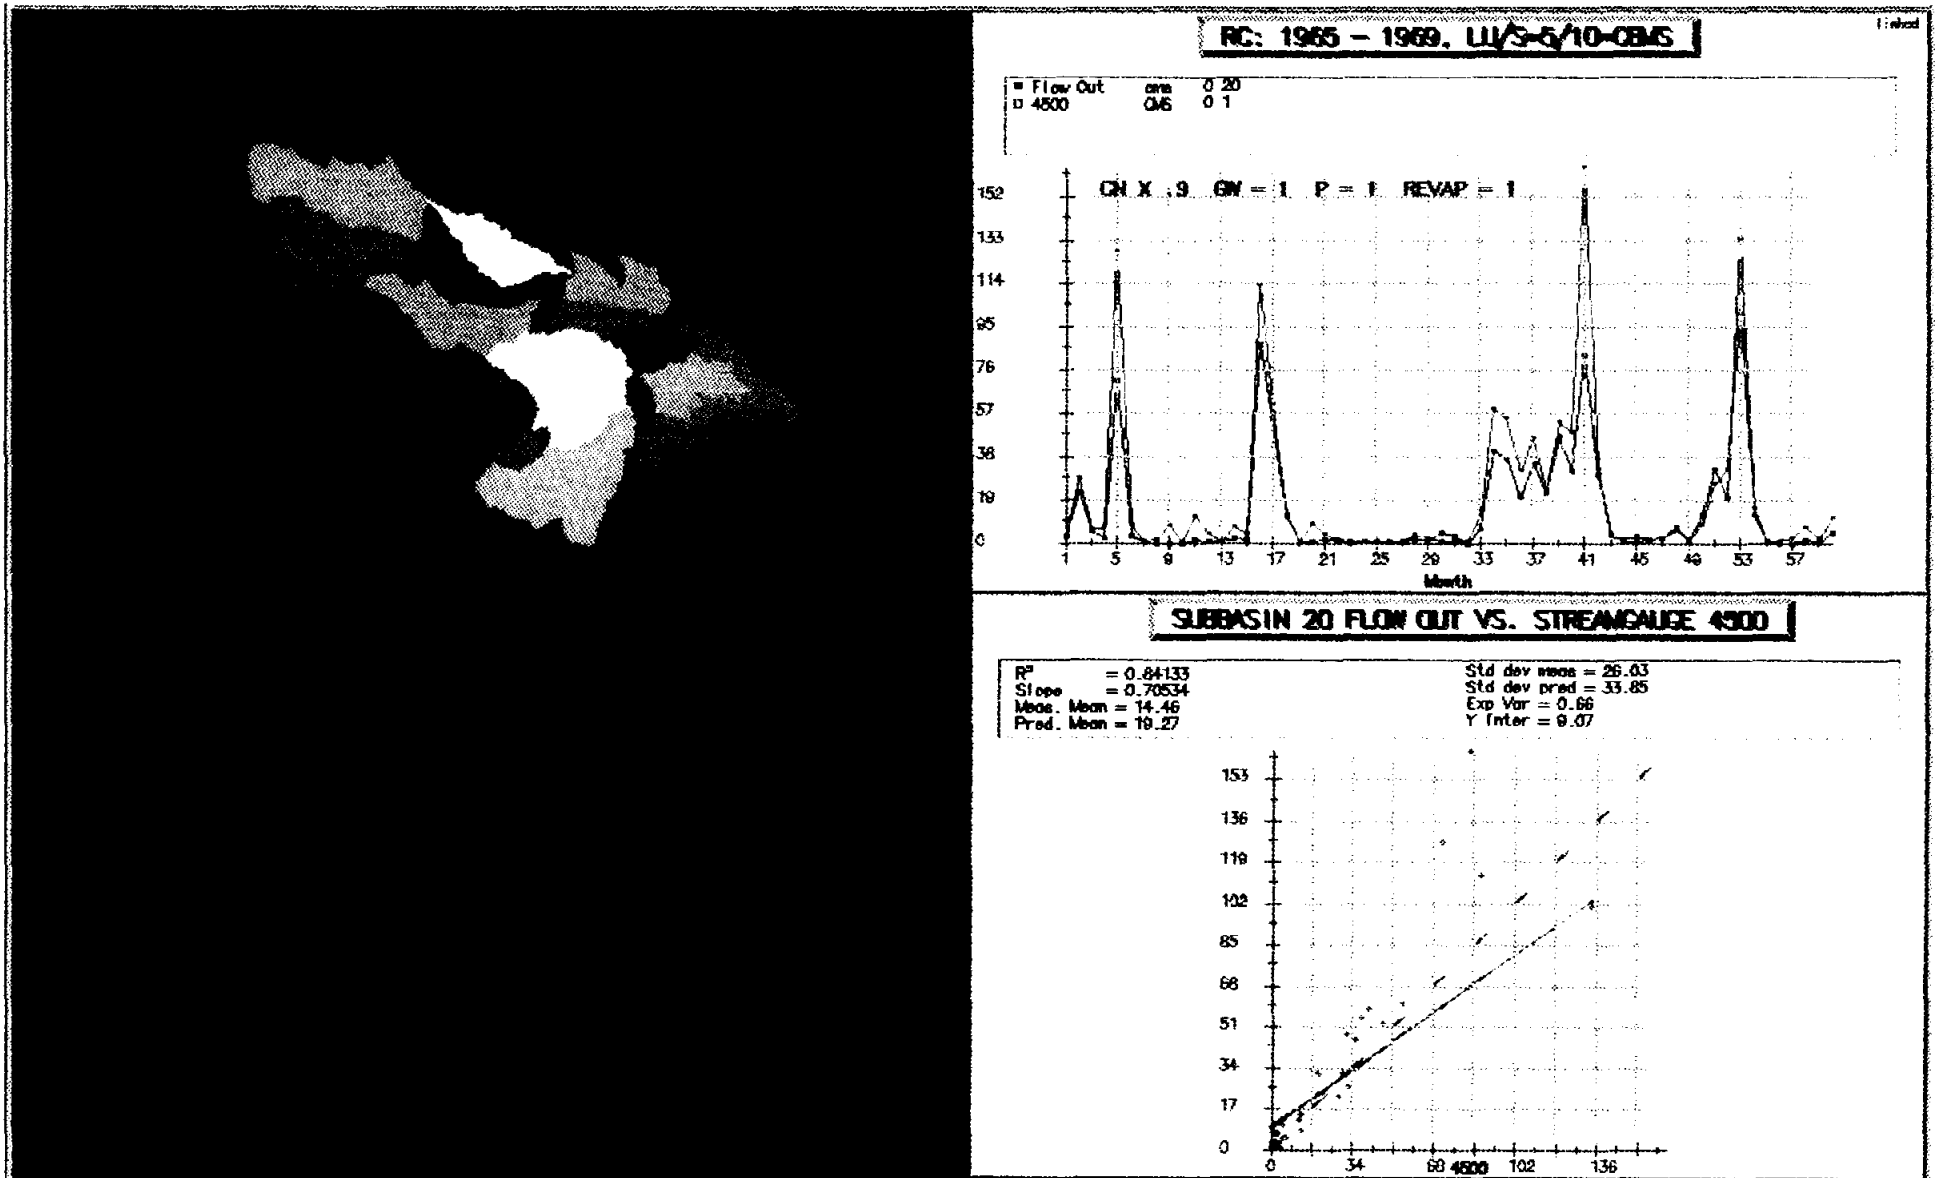 linked
RC: 1965 - 1969, LU/S=5/10-CBMS
Flow Out cms 0 20
4500 CMS 0 1
CN X .9 GW = 1 P = 1 REVAP = 1
152
133
114
95
76
57
38
19
0
1 5 9 13 17 21 25 29 33 37 41 45 49 53 57
Month
SUBBASIN 20 FLOW OUT VS. STREAMGAUGE 4500
R² = 0.84133
Slope = 0.70534
Meas. Mean = 14.46
Pred. Mean = 19.27
Std dev meas = 26.03
Std dev pred = 33.85
Exp Var = 0.66
Y Inter = 9.07
153
136
119
102
85
68
51
34
17
0
0 34 68 4500 102 136